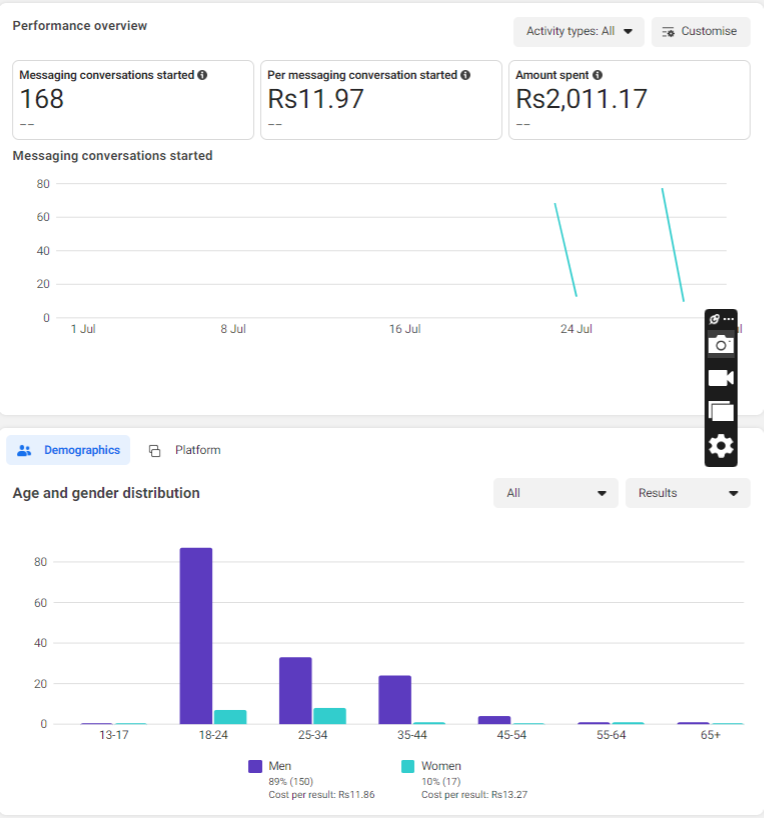 Performance overview
Activity types: All
Customise
Messaging conversations started
168
--
Per messaging conversation started
Rs11.97
--
Amount spent
Rs2,011.17
--
Messaging conversations started
80
60
40
20
0
1 Jul 8 Jul 16 Jul 24 Jul
Demographics Platform
Age and gender distribution
All
Results
80
60
40
20
0
13-17 18-24 25-34 35-44 45-54 55-64 65+
Men
89% (150)
Cost per result: Rs11.86
Women
10% (17)
Cost per result: Rs13.27